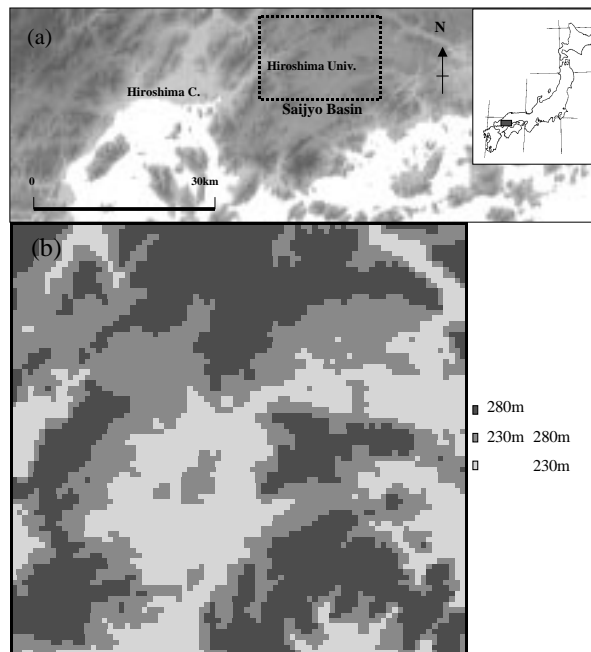 (a)
N
Hiroshima Univ.
Hiroshima C.
Saijyo Basin
0 30km
(b)
280m
230m 280m
230m